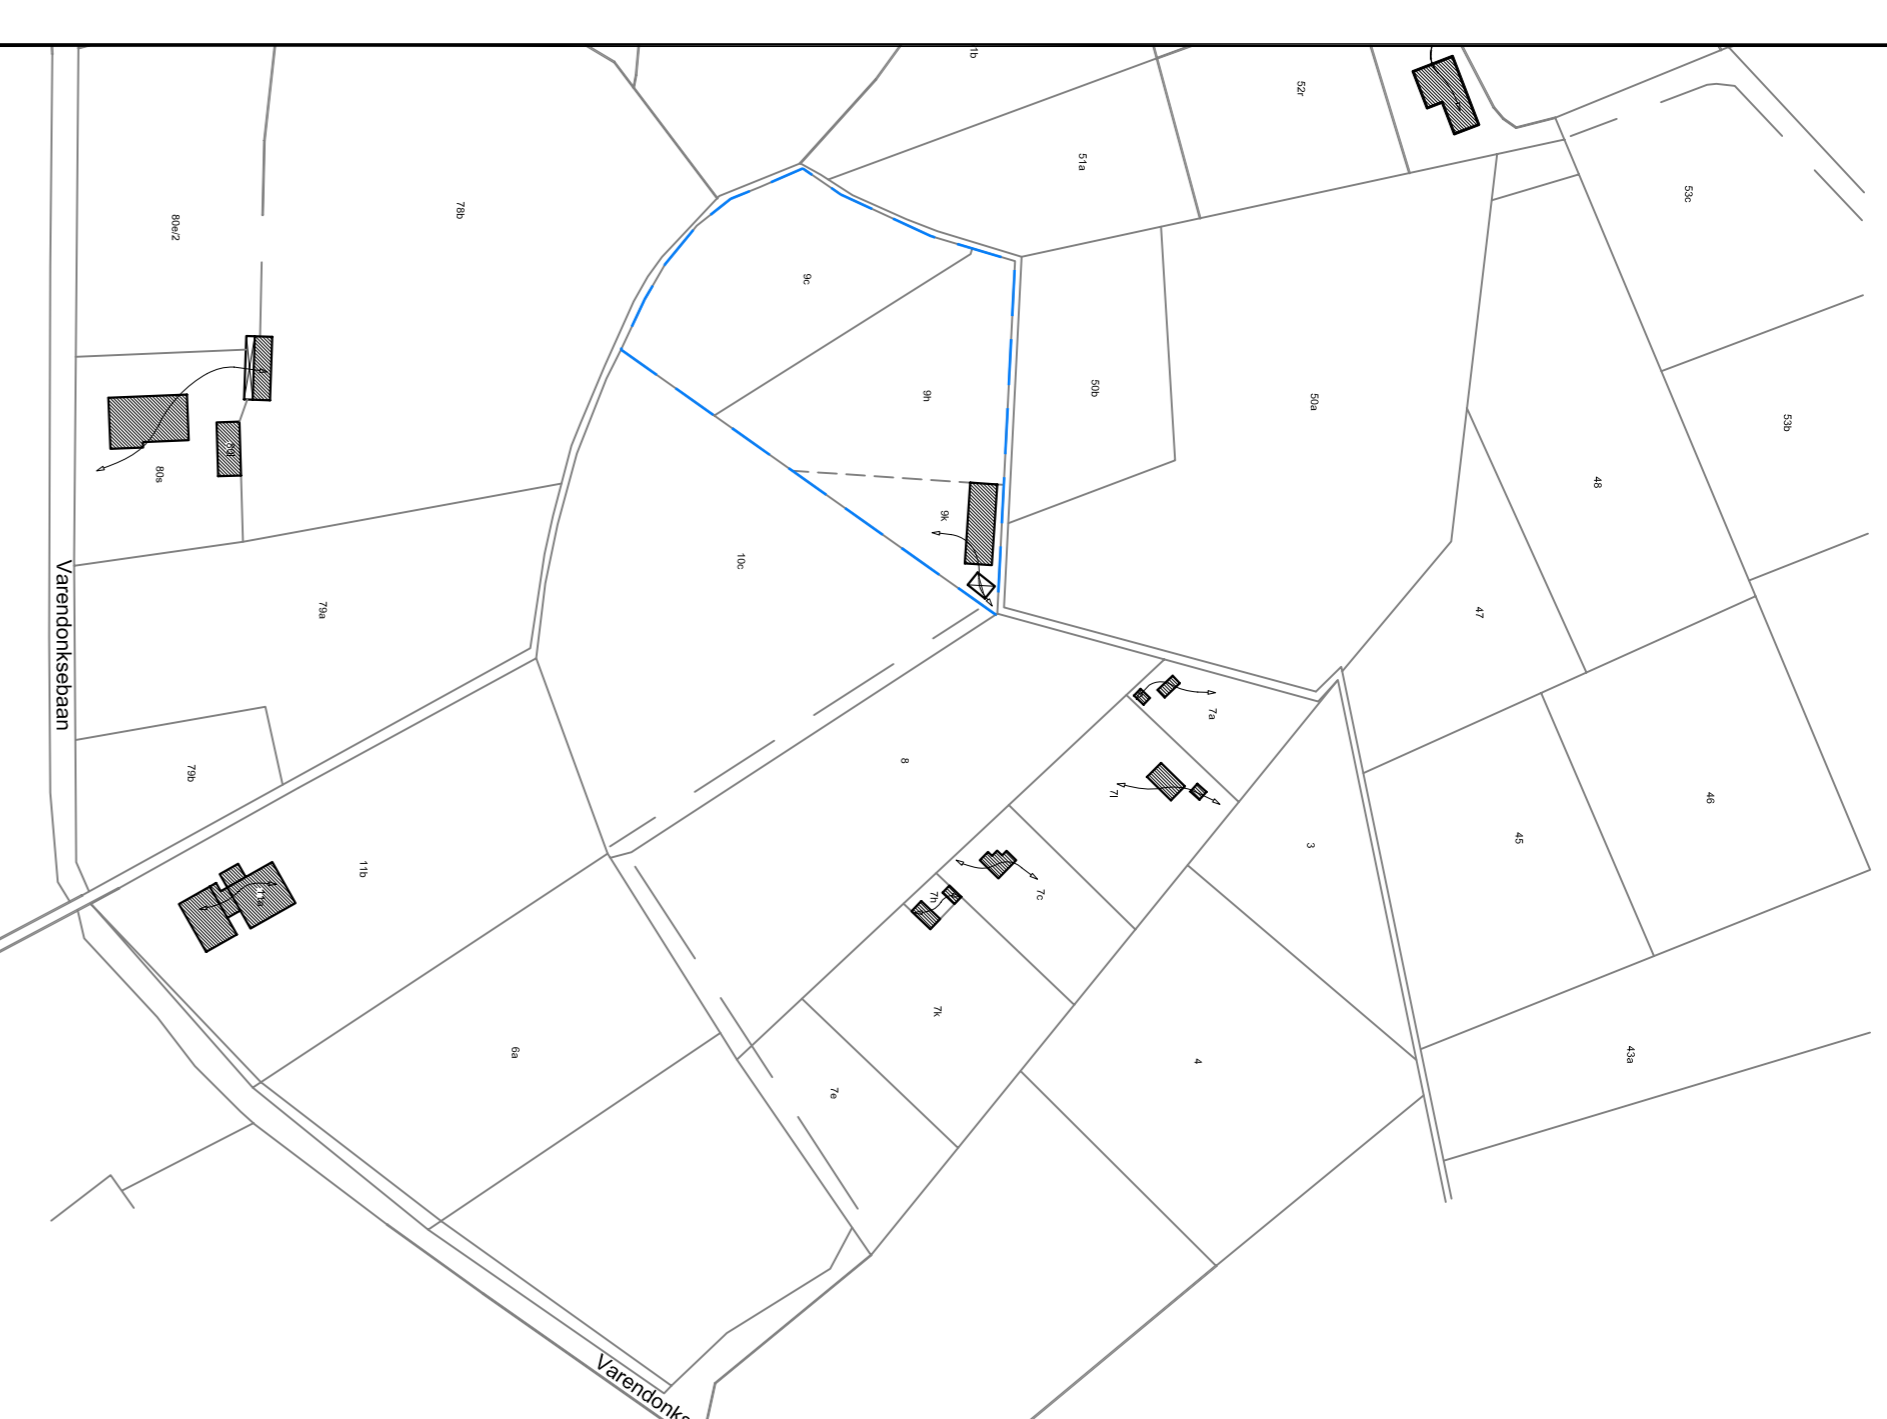 1b
52r
51a
53c
80e/2
78b
9c
50b
50a
9h
53b
80s
48
9k
10c
79a
47
Varendonksebaan
7a
79b
8
7l
3
46
45
11b
7c
7h
7k
6a
4
43a
7e
Varendonks